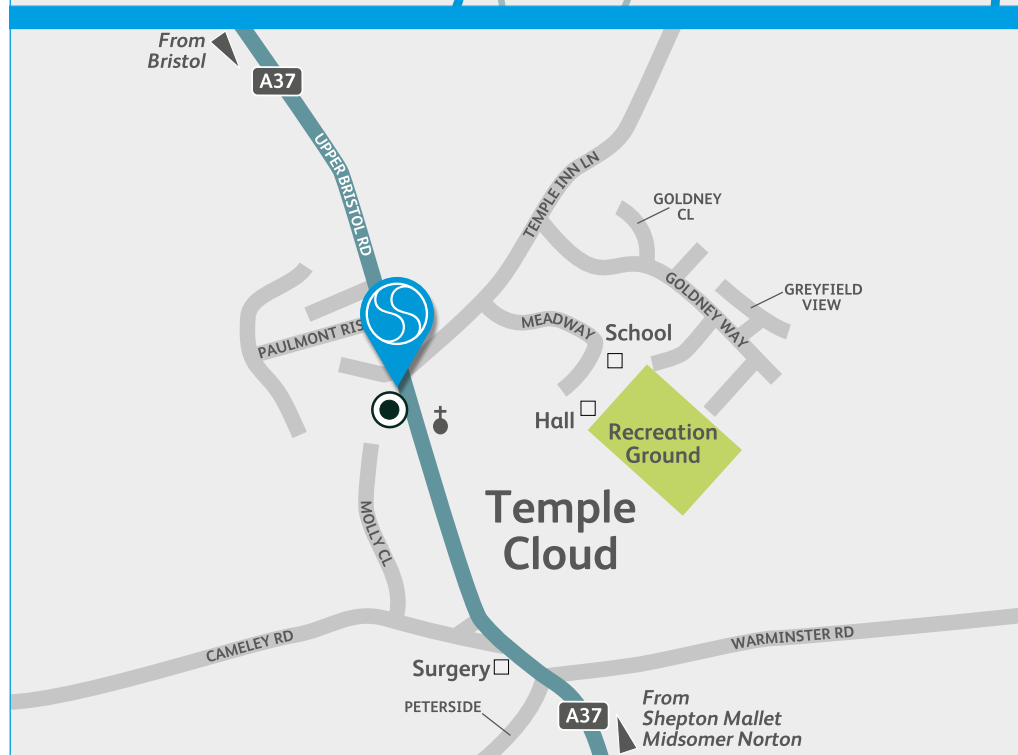 From
Bristol
A37
UPPER BRISTOL RD
TEMPLE INN LN
GOLDNEY
CL
GOLDNEY WAY
GREYFIELD
VIEW
PAULMONT RIS
MEADWAY
School
Hall
Recreation
Ground
Temple
Cloud
MOLLY CL
CAMELEY RD
WARMINSTER RD
Surgery
PETERSIDE
A37
From
Shepton Mallet
Midsomer Norton